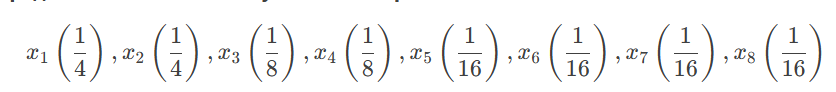 x₁(1/4), x₂(1/4), x₃(1/8), x₄(1/8), x₅(1/16), x₆(1/16), x₇(1/16), x₈(1/16)